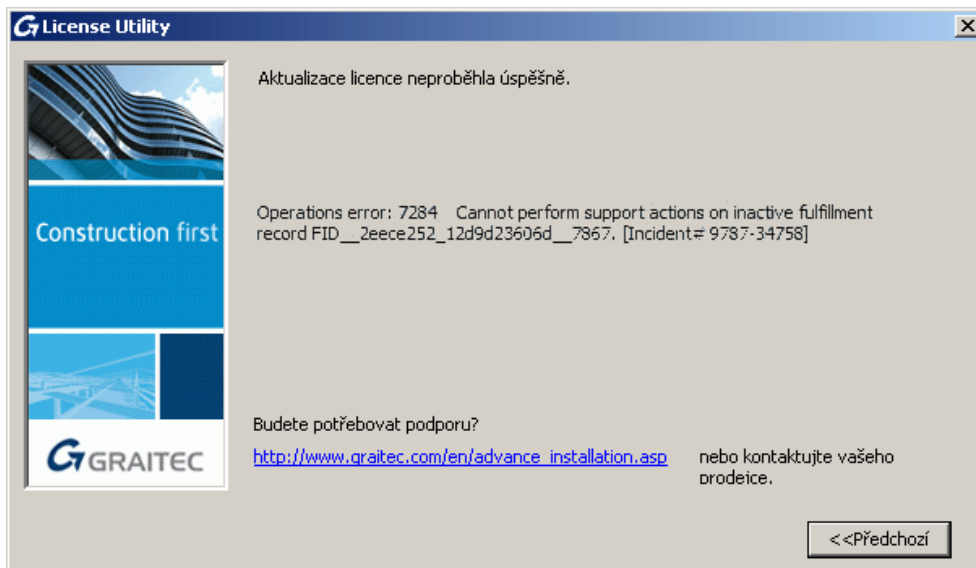 License Utility
Aktualizace licence neproběhla úspěšně.
Operations error: 7284 Cannot perform support actions on inactive fulfillment
record FID__2eece252_12d9d23606d__7867. [Incident# 9787-34758]
Construction first
GRAITEC
Budete potřebovat podporu?
http://www.graitec.com/en/advance_installation.asp nebo kontaktujte vašeho
prodejce.
<<Předchozí